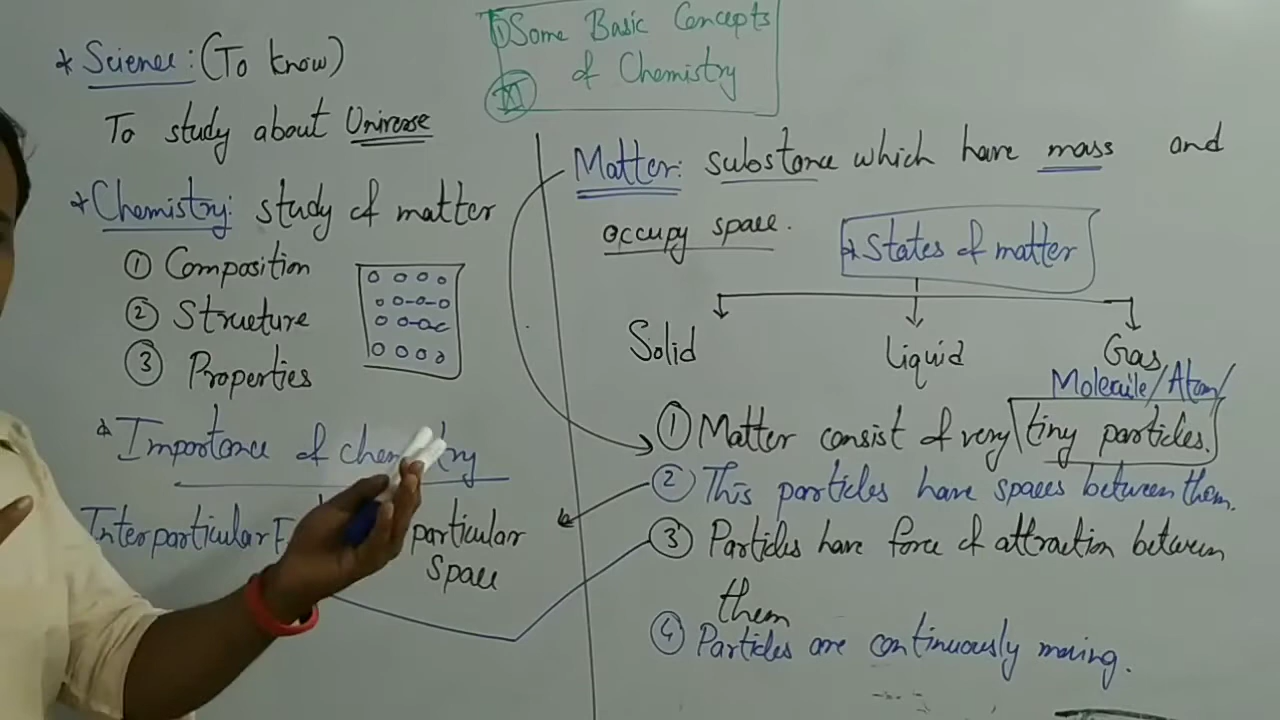 ① Some Basic Concepts
of Chemistry
XI
* Science: (To know)
To study about Universe
* Chemistry: study of matter
① Composition
② Structure
③ Properties
* Importance of chemistry
Interparticular F particular
Space
Matter: substance which have mass and
occupy space.
* States of matter
Solid Liquid Gas
Molecule/Atom/
① Matter consist of very tiny particles.
② This particles have spaces between them.
③ Particles have force of attraction between
them
④ Particles are continuously moving.